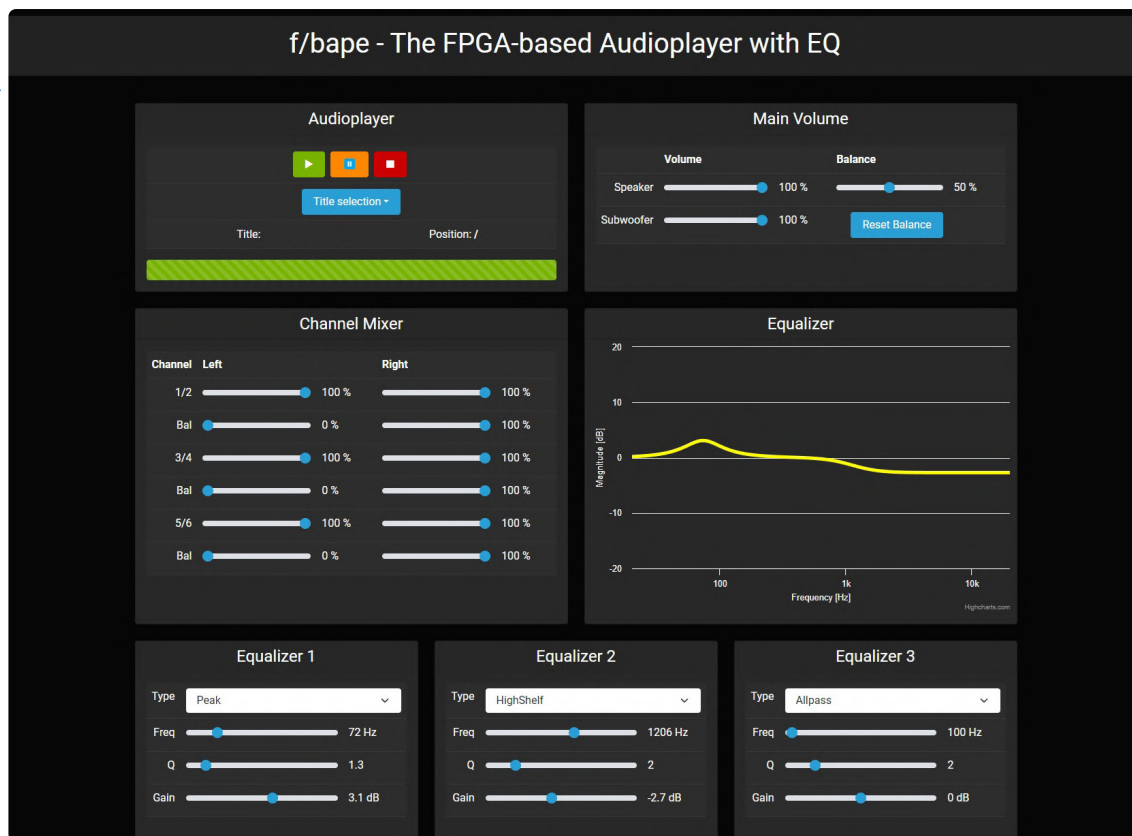 f/bape - The FPGA-based Audioplayer with EQ
Audioplayer
Title selection
Title:
Position: /
Main Volume
Volume Balance
Speaker 100 % 50 %
Subwoofer 100 % Reset Balance
Channel Mixer
Channel Left Right
1/2 100 % 100 %
Bal 0 % 100 %
3/4 100 % 100 %
Bal 0 % 100 %
5/6 100 % 100 %
Bal 0 % 100 %
Equalizer
Magnitude [dB]
20
10
0
-10
-20
100 1k 10k
Frequency [Hz]
Highcharts.com
Equalizer 1
Type Peak
Freq 72 Hz
Q 1.3
Gain 3.1 dB
Equalizer 2
Type HighShelf
Freq 1206 Hz
Q 2
Gain -2.7 dB
Equalizer 3
Type Allpass
Freq 100 Hz
Q 2
Gain 0 dB